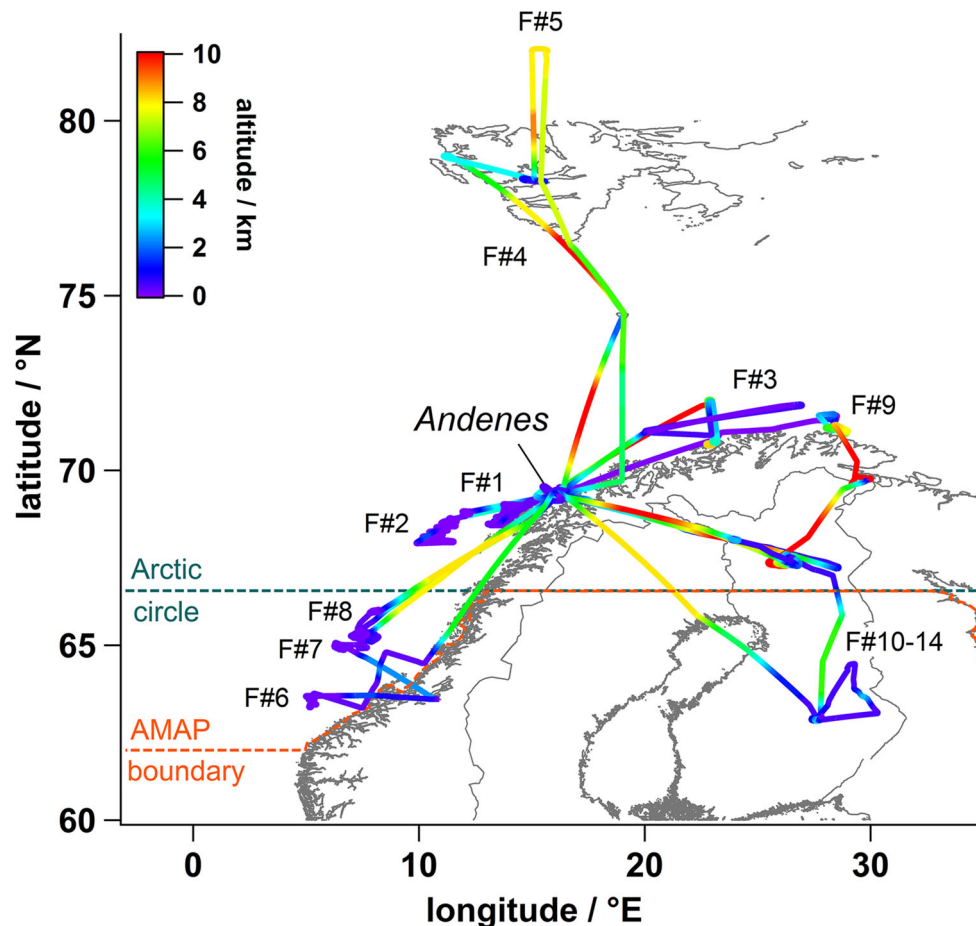 F#5
10
8
6
4
2
0
altitude / km
80
75
70
65
60
latitude / °N
F#4
F#3
F#9
Andenes
F#1
F#2
Arctic
circle
F#8
F#7
F#6
F#10-14
AMAP
boundary
0
10
20
30
longitude / °E